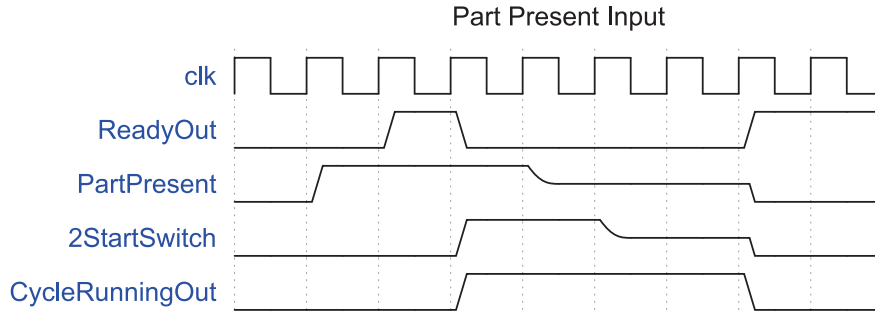 Part Present Input
clk
ReadyOut
PartPresent
2StartSwitch
CycleRunningOut